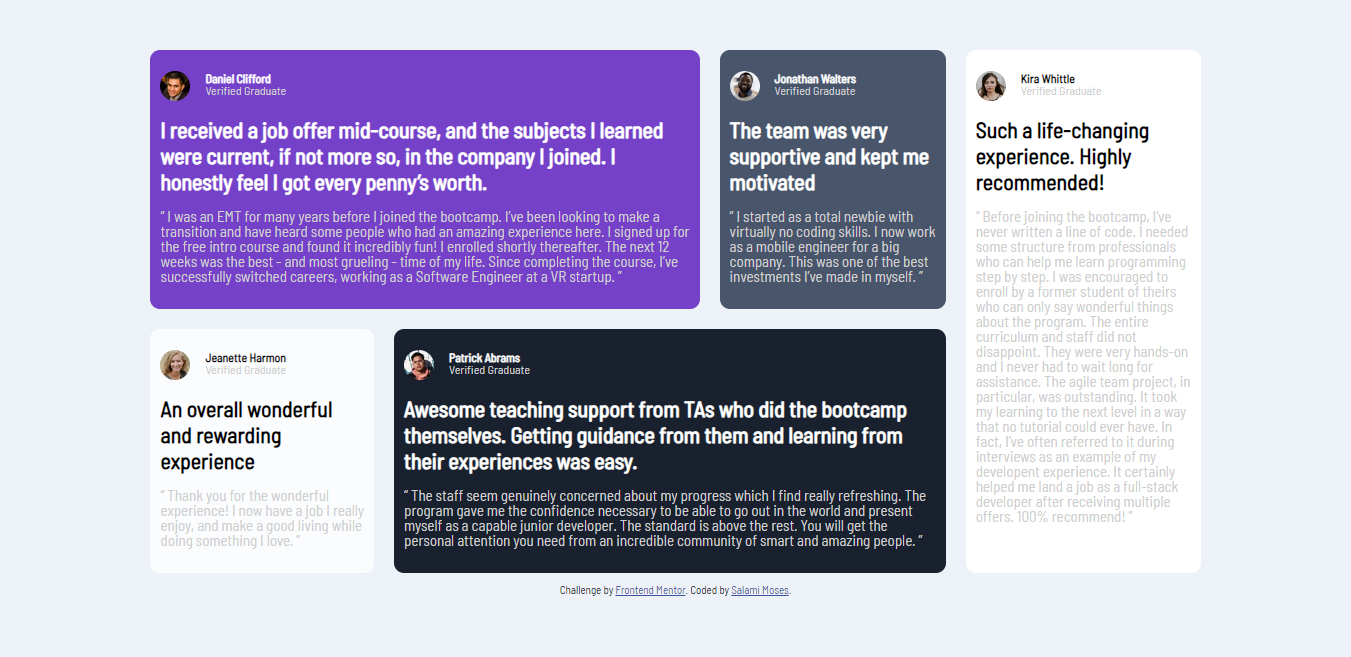 Daniel Clifford
Verified Graduate
I received a job offer mid-course, and the subjects I learned
were current, if not more so, in the company I joined. I
honestly feel I got every penny’s worth.
“ I was an EMT for many years before I joined the bootcamp. I’ve been looking to make a
transition and have heard some people who had an amazing experience here. I signed up for
the free intro course and found it incredibly fun! I enrolled shortly thereafter. The next 12
weeks was the best - and most grueling - time of my life. Since completing the course, I’ve
successfully switched careers, working as a Software Engineer at a VR startup. ”
Jonathan Walters
Verified Graduate
The team was very
supportive and kept me
motivated
“ I started as a total newbie with
virtually no coding skills. I now work
as a mobile engineer for a big
company. This was one of the best
investments I’ve made in myself. ”
Kira Whittle
Verified Graduate
Such a life-changing
experience. Highly
recommended!
“ Before joining the bootcamp, I’ve
never written a line of code. I needed
some structure from professionals
who can help me learn programming
step by step. I was encouraged to
enroll by a former student of theirs
who can only say wonderful things
about the program. The entire
curriculum and staff did not
disappoint. They were very hands-on
and I never had to wait long for
assistance. The agile team project, in
particular, was outstanding. It took
my learning to the next level in a way
that no tutorial could ever have. In
fact, I’ve often referred to it during
interviews as an example of my
developent experience. It certainly
helped me land a job as a full-stack
developer after receiving multiple
offers. 100% recommend! ”
Jeanette Harmon
Verified Graduate
An overall wonderful
and rewarding
experience
“ Thank you for the wonderful
experience! I now have a job I really
enjoy, and make a good living while
doing something I love. ”
Patrick Abrams
Verified Graduate
Awesome teaching support from TAs who did the bootcamp
themselves. Getting guidance from them and learning from
their experiences was easy.
“ The staff seem genuinely concerned about my progress which I find really refreshing. The
program gave me the confidence necessary to be able to go out in the world and present
myself as a capable junior developer. The standard is above the rest. You will get the
personal attention you need from an incredible community of smart and amazing people. ”
Challenge by Frontend Mentor. Coded by Salami Moses.